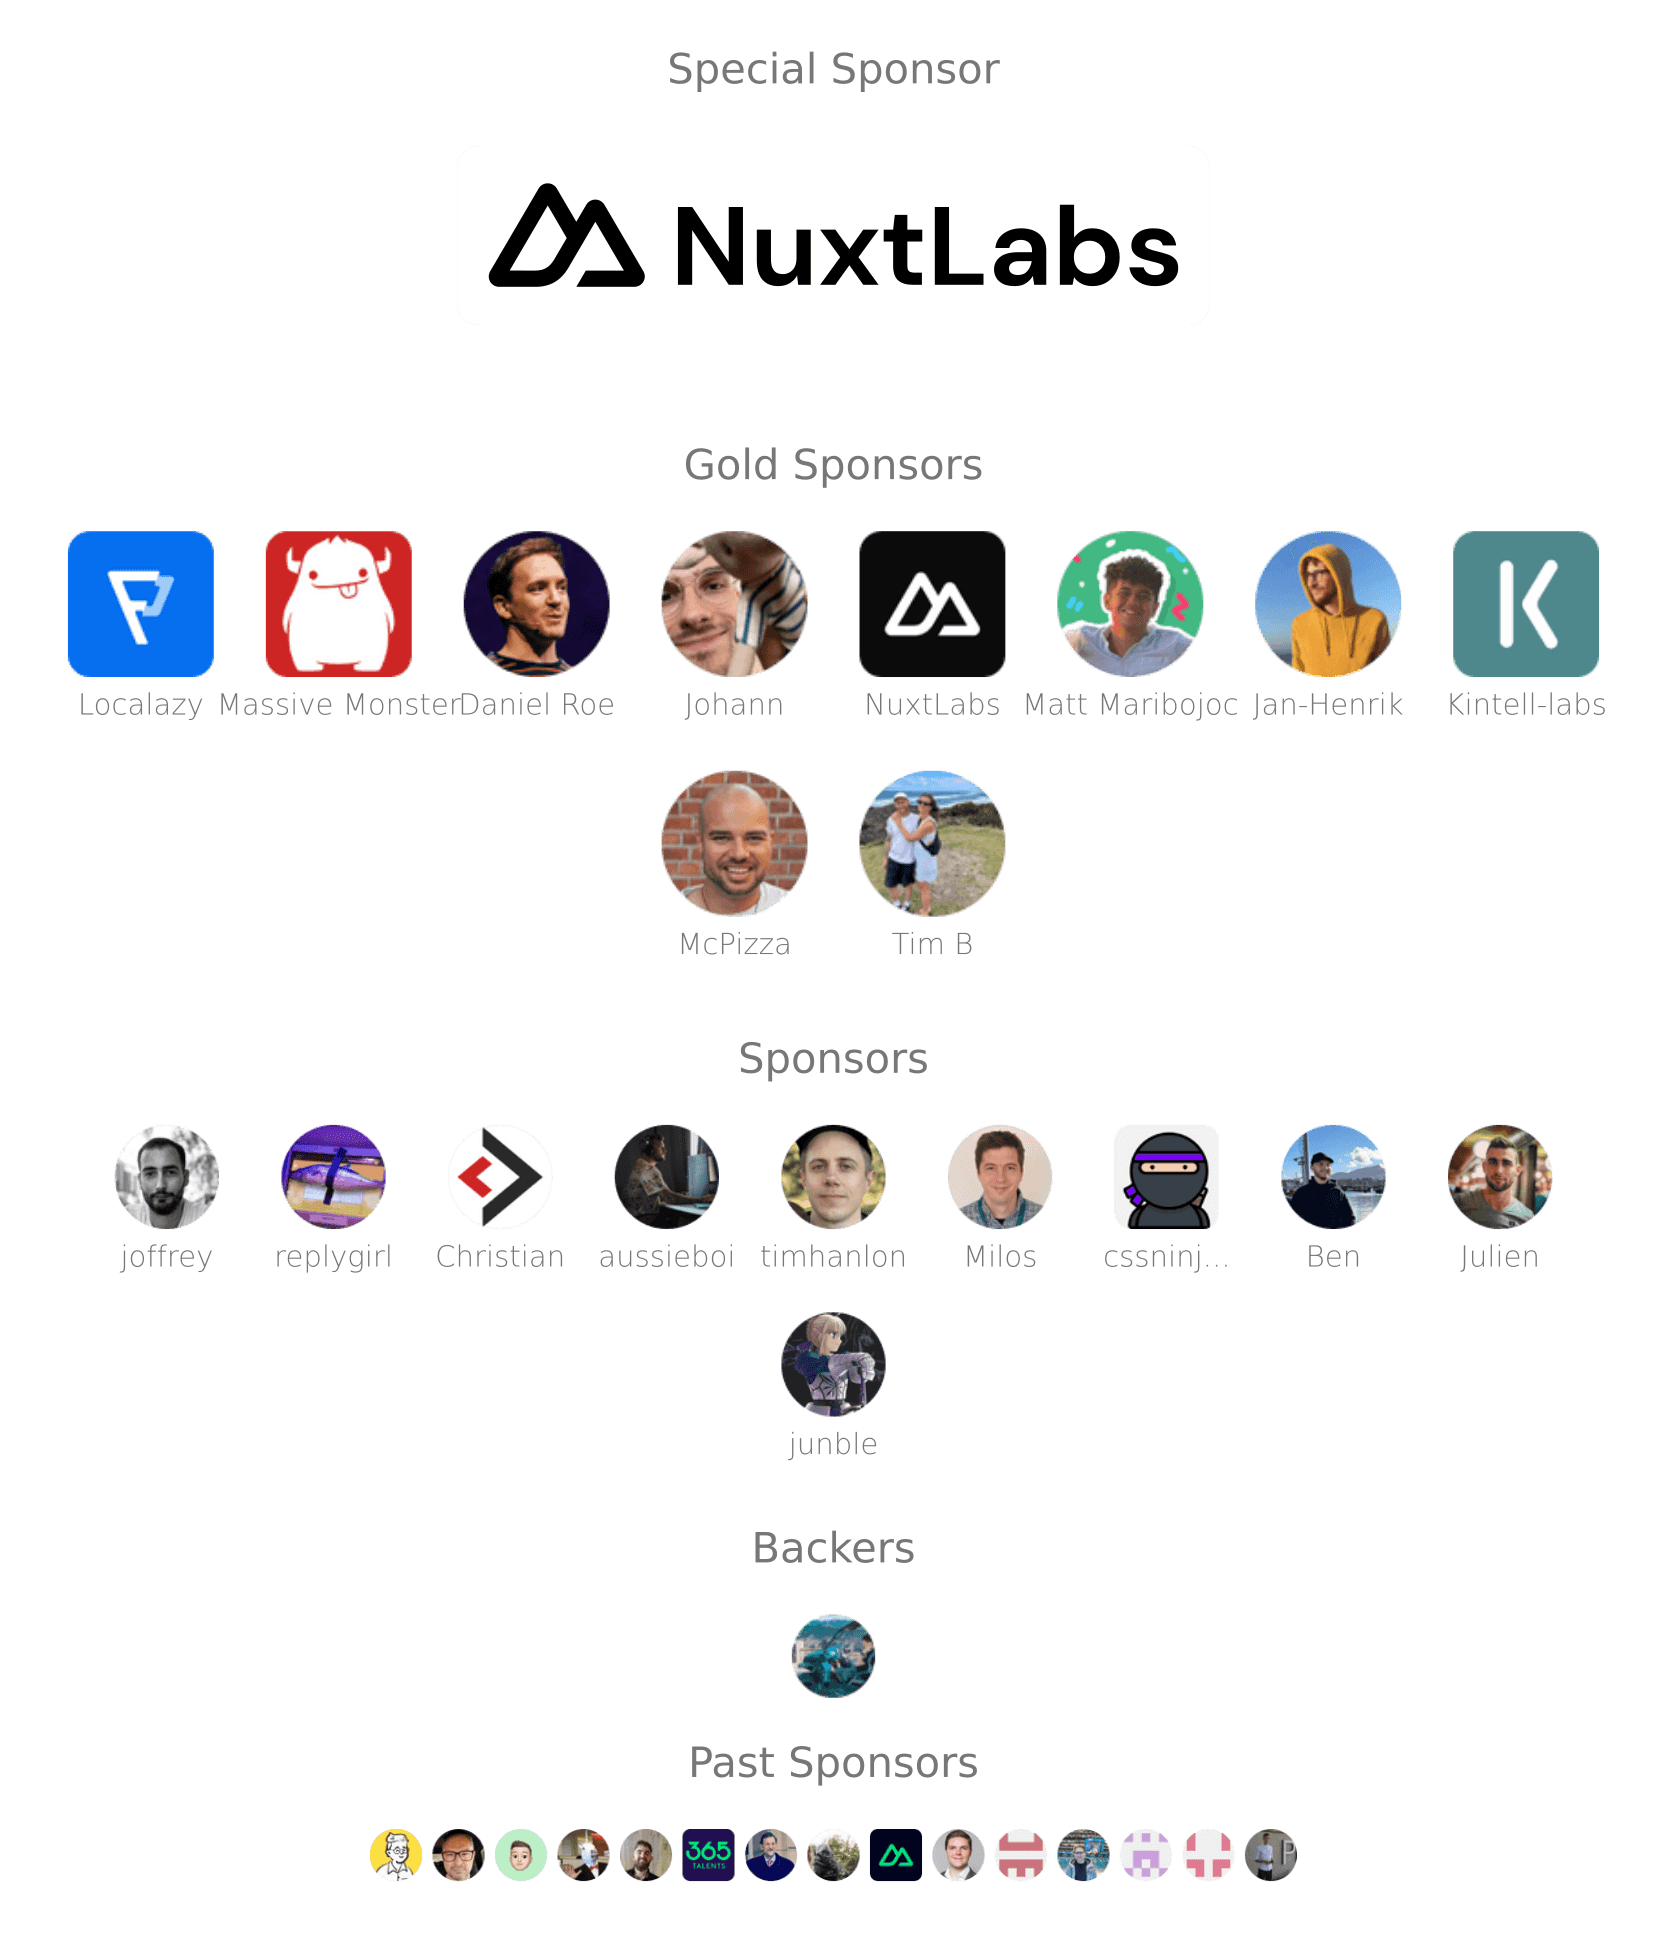 Special Sponsor
NuxtLabs
Gold Sponsors
Localazy Massive Monster Daniel Roe Johann NuxtLabs Matt Maribojoc Jan-Henrik Kintell-labs
McPizza Tim B
Sponsors
joffrey replygirl Christian aussieboi timhanlon Milos cssninj... Ben Julien
junble
Backers
Past Sponsors
365
TALENTS
P